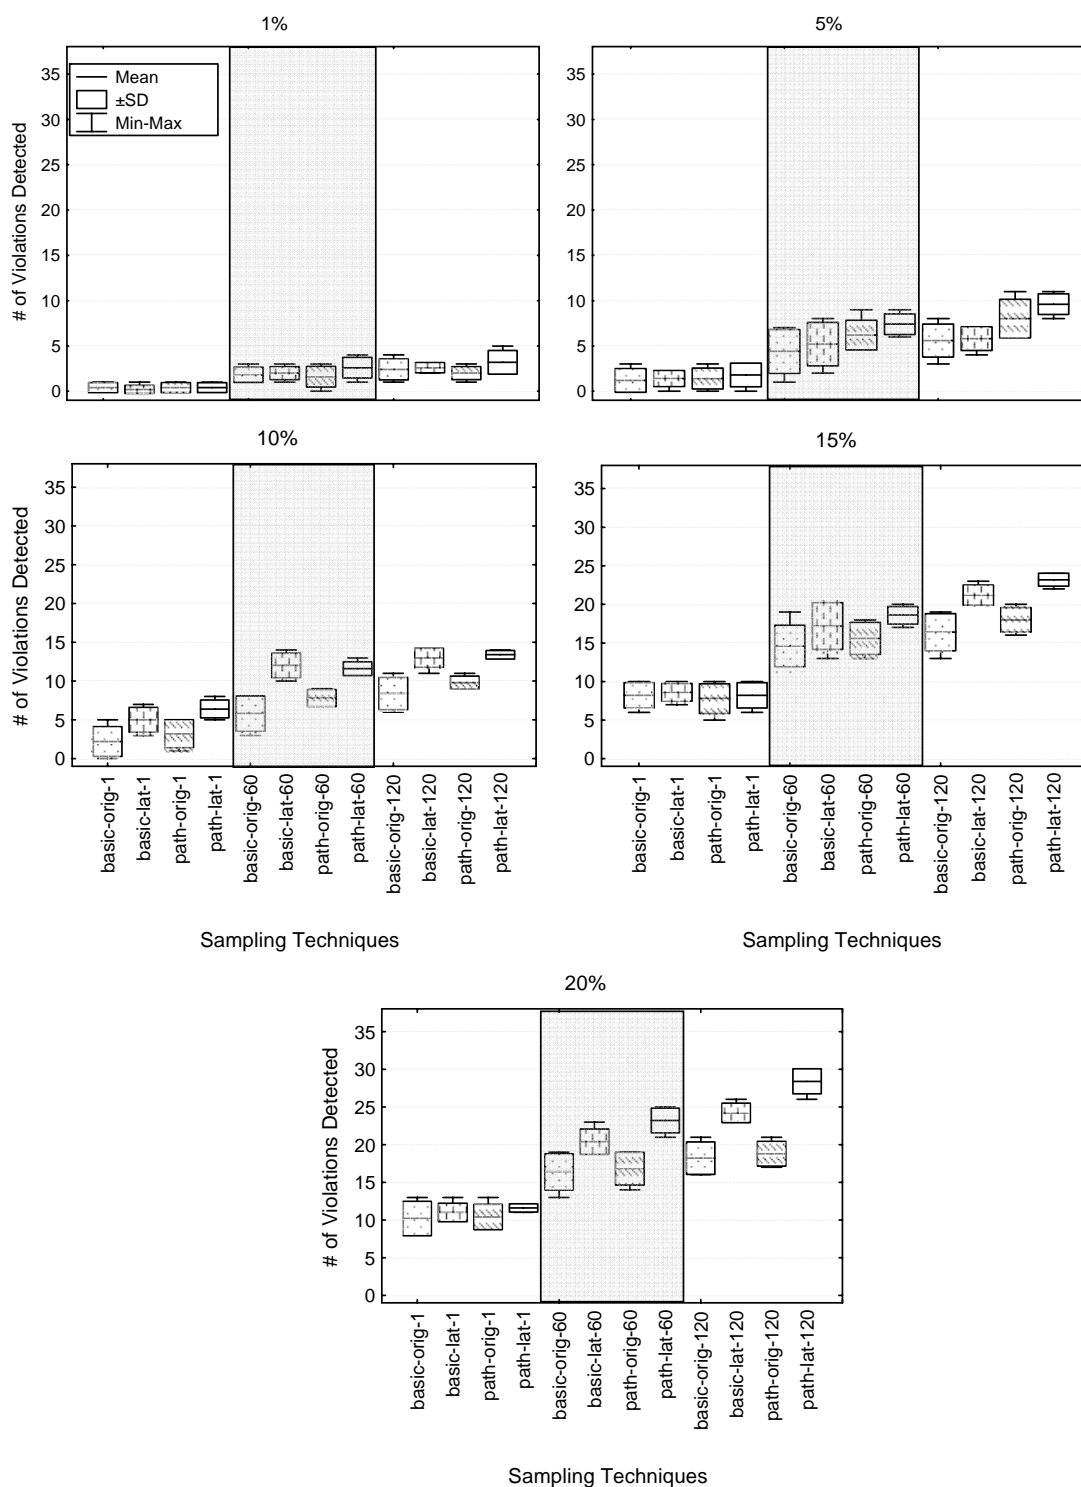 1%
# of Violations Detected
35
30
25
20
15
10
5
0
Mean
±SD
Min-Max
5%
35
30
25
20
15
10
5
0
10%
# of Violations Detected
35
30
25
20
15
10
5
0
basic-orig-1
basic-lat-1
path-orig-1
path-lat-1
basic-orig-60
basic-lat-60
path-orig-60
path-lat-60
basic-orig-120
basic-lat-120
path-orig-120
path-lat-120
Sampling Techniques
15%
# of Violations Detected
35
30
25
20
15
10
5
0
basic-orig-1
basic-lat-1
path-orig-1
path-lat-1
basic-orig-60
basic-lat-60
path-orig-60
path-lat-60
basic-orig-120
basic-lat-120
path-orig-120
path-lat-120
Sampling Techniques
20%
# of Violations Detected
35
30
25
20
15
10
5
0
basic-orig-1
basic-lat-1
path-orig-1
path-lat-1
basic-orig-60
basic-lat-60
path-orig-60
path-lat-60
basic-orig-120
basic-lat-120
path-orig-120
path-lat-120
Sampling Techniques